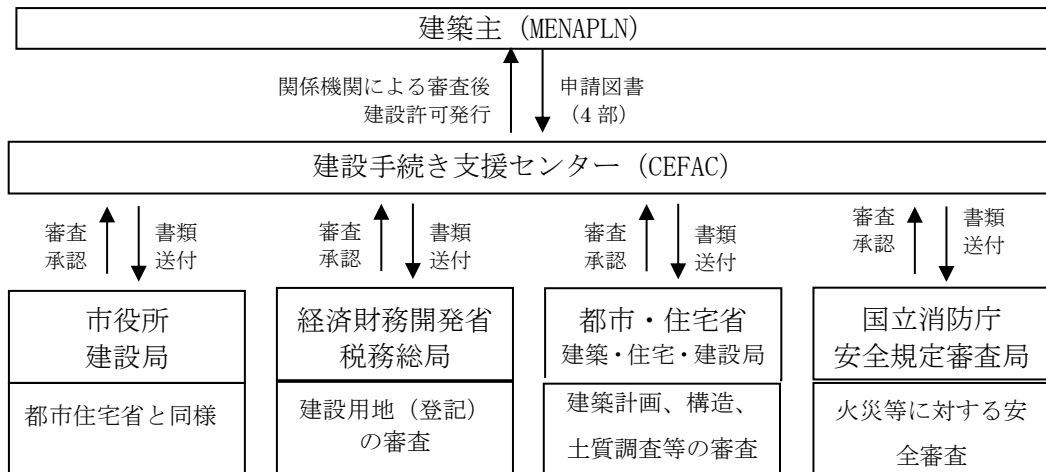 建築主 (MENAPLN)
関係機関による審査後
建設許可発行
申請図書
(4 部)
建設手続き支援センター (CEFAC)
審査
承認
書類
送付
審査
承認
書類
送付
審査
承認
書類
送付
審査
承認
書類
送付
市役所
建設局
都市住宅省と同様
経済財務開発省
税務総局
建設用地（登記）
の審査
都市・住宅省
建築・住宅・建設局
建築計画、構造、
土質調査等の審査
国立消防庁
安全規定審査局
火災等に対する安
全審査